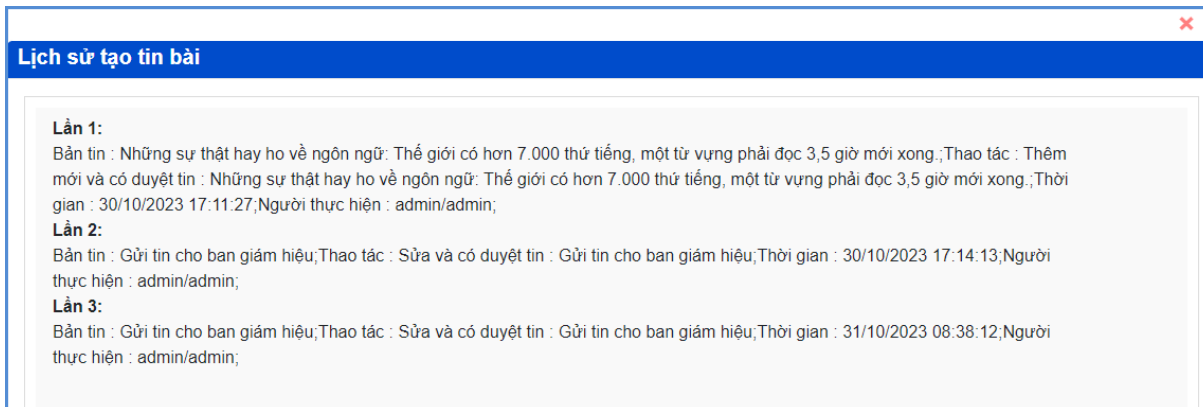 Lịch sử tạo tin bài
Lần 1:
Bản tin : Những sự thật hay ho về ngôn ngữ: Thế giới có hơn 7.000 thứ tiếng, một từ vựng phải đọc 3,5 giờ mới xong.;Thao tác : Thêm
mới và có duyệt tin : Những sự thật hay ho về ngôn ngữ: Thế giới có hơn 7.000 thứ tiếng, một từ vựng phải đọc 3,5 giờ mới xong.;Thời
gian : 30/10/2023 17:11:27;Người thực hiện : admin/admin;
Lần 2:
Bản tin : Gửi tin cho ban giám hiệu;Thao tác : Sửa và có duyệt tin : Gửi tin cho ban giám hiệu;Thời gian : 30/10/2023 17:14:13;Người
thực hiện : admin/admin;
Lần 3:
Bản tin : Gửi tin cho ban giám hiệu;Thao tác : Sửa và có duyệt tin : Gửi tin cho ban giám hiệu;Thời gian : 31/10/2023 08:38:12;Người
thực hiện : admin/admin;